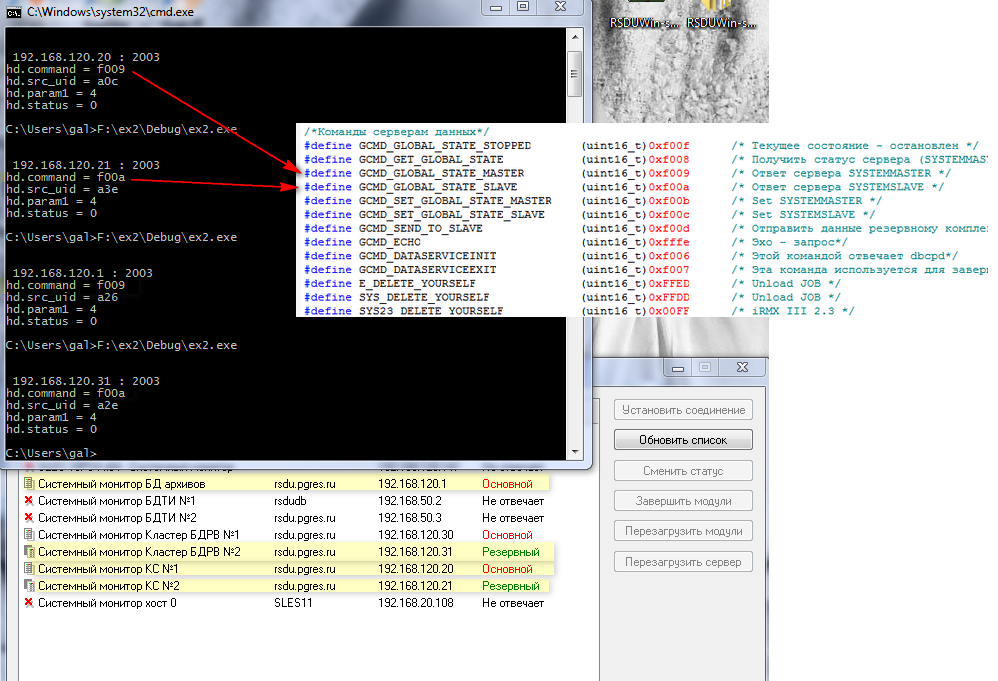 C:\Windows\system32\cmd.exe
192.168.120.20 : 2003
hd.command = f009
hd.src_uid = a0c
hd.param1 = 4
hd.status = 0
C:\Users\gal>F:\ex2\Debug\ex2.exe
192.168.120.21 : 2003
hd.command = f00a
hd.src_uid = a3e
hd.param1 = 4
hd.status = 0
C:\Users\gal>F:\ex2\Debug\ex2.exe
192.168.120.1 : 2003
hd.command = f009
hd.src_uid = a26
hd.param1 = 4
hd.status = 0
C:\Users\gal>F:\ex2\Debug\ex2.exe
192.168.120.31 : 2003
hd.command = f00a
hd.src_uid = a2e
hd.param1 = 4
hd.status = 0
C:\Users\gal>
RSDUWin-s... RSDUWin-s...
/*Команды серверам данных*/
#define GCMD_GLOBAL_STATE_STOPPED (uint16_t)0xf00f /* Текущее состояние - остановлен */
#define GCMD_GET_GLOBAL_STATE (uint16_t)0xf008 /* Получить статус сервера (SYSTEMMAS
#define GCMD_GLOBAL_STATE_MASTER (uint16_t)0xf009 /* Ответ сервера SYSTEMMASTER */
#define GCMD_GLOBAL_STATE_SLAVE (uint16_t)0xf00a /* Ответ сервера SYSTEMSLAVE */
#define GCMD_SET_GLOBAL_STATE_MASTER (uint16_t)0xf00b /* Set SYSTEMMASTER */
#define GCMD_SET_GLOBAL_STATE_SLAVE (uint16_t)0xf00c /* Set SYSTEMSLAVE */
#define GCMD_SEND_TO_SLAVE (uint16_t)0xf00d /* Отправить данные резервному компле
#define GCMD_ECHO (uint16_t)0xfffe /* Эхо - запрос*/
#define GCMD_DATASERVICEINIT (uint16_t)0xf006 /* Этой командой отвечает dbcpd*/
#define GCMD_DATASERVICEEXIT (uint16_t)0xf007 /* Эта команда используется для завер
#define E_DELETE_YOURSELF (uint16_t)0xFFED /* Unload JOB */
#define SYS_DELETE_YOURSELF (uint16_t)0xFFDD /* Unload JOB */
#define SYS23_DELETE_YOURSELF (uint16_t)0x00FF /* iRMX III 2.3 */
Установить соединение
Обновить список
Сменить статус
Завершить модули
Перезагрузить модули
Перезагрузить сервер
Системный монитор БД архивов rsdu.pgres.ru 192.168.120.1 Основной
Системный монитор БДТИ №1 rsdudb 192.168.50.2 Не отвечает
Системный монитор БДТИ №2 rsdu.pgres.ru 192.168.50.3 Не отвечает
Системный монитор Кластер БДРВ №1 rsdu.pgres.ru 192.168.120.30 Основной
Системный монитор Кластер БДРВ №2 rsdu.pgres.ru 192.168.120.31 Резервный
Системный монитор КС №1 rsdu.pgres.ru 192.168.120.20 Основной
Системный монитор КС №2 rsdu.pgres.ru 192.168.120.21 Резервный
Системный монитор хост 0 SLES11 192.168.20.108 Не отвечает